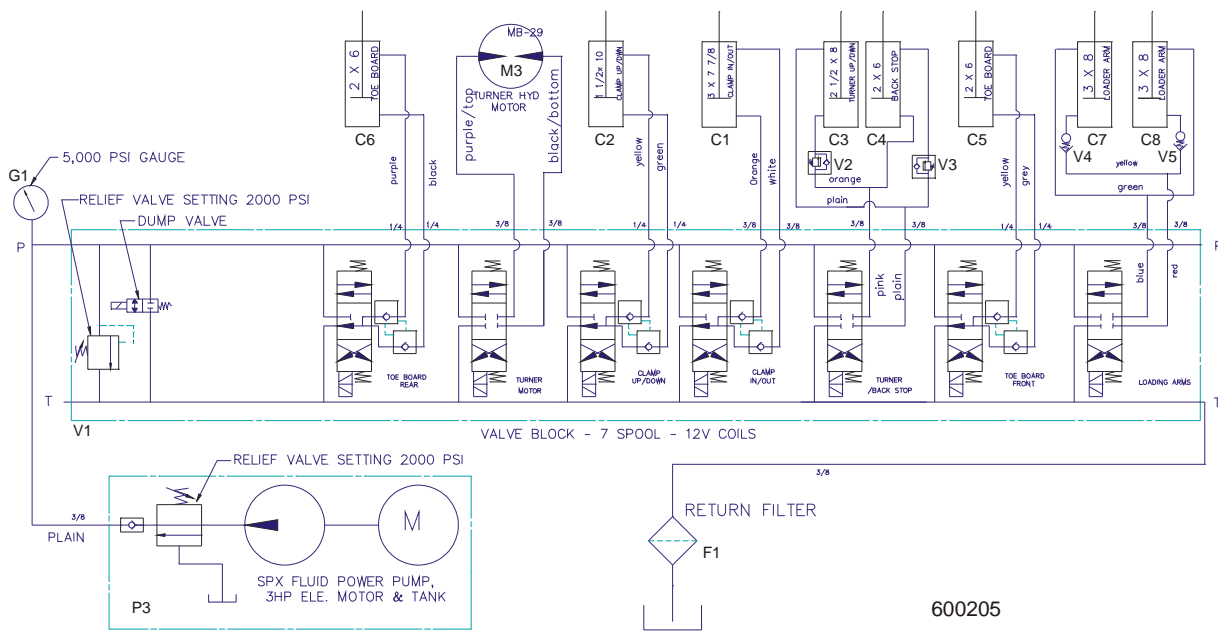 MB-29
M3
TURNER HYD
MOTOR
2 X 6
TOE BOARD
C6
1 1/2x 10
CLAMP UP/DWN
C2
3 X 7 7/8
CLAMP IN/OUT
C1
2 1/2 X 8
TURNER UP/DWN
C3
2 X 6
BACK STOP
C4
2 X 6
TOE BOARD
C5
3 X 8
LOADER ARM
C7
3 X 8
LOADER ARM
C8
V2
V3
V4
V5
purple
black
purple/top
black/bottom
yellow
green
Orange
white
orange
plain
yellow
grey
yellow
green
G1
5,000 PSI GAUGE
RELIEF VALVE SETTING 2000 PSI
DUMP VALVE
1/4
1/4
3/8
3/8
1/4
1/4
3/8
3/8
3/8
3/8
1/4
1/4
3/8
3/8
P
P
pink
plain
blue
red
TOE BOARD
REAR
TURNER
MOTOR
CLAMP
UP/DOWN
CLAMP
IN/OUT
TURNER
/BACK STOP
TOE BOARD
FRONT
LOADING ARMS
T
T
V1
VALVE BLOCK - 7 SPOOL - 12V COILS
RELIEF VALVE SETTING 2000 PSI
3/8
3/8
PLAIN
M
RETURN FILTER
F1
SPX FLUID POWER PUMP,
3HP ELE. MOTOR & TANK
P3
600205